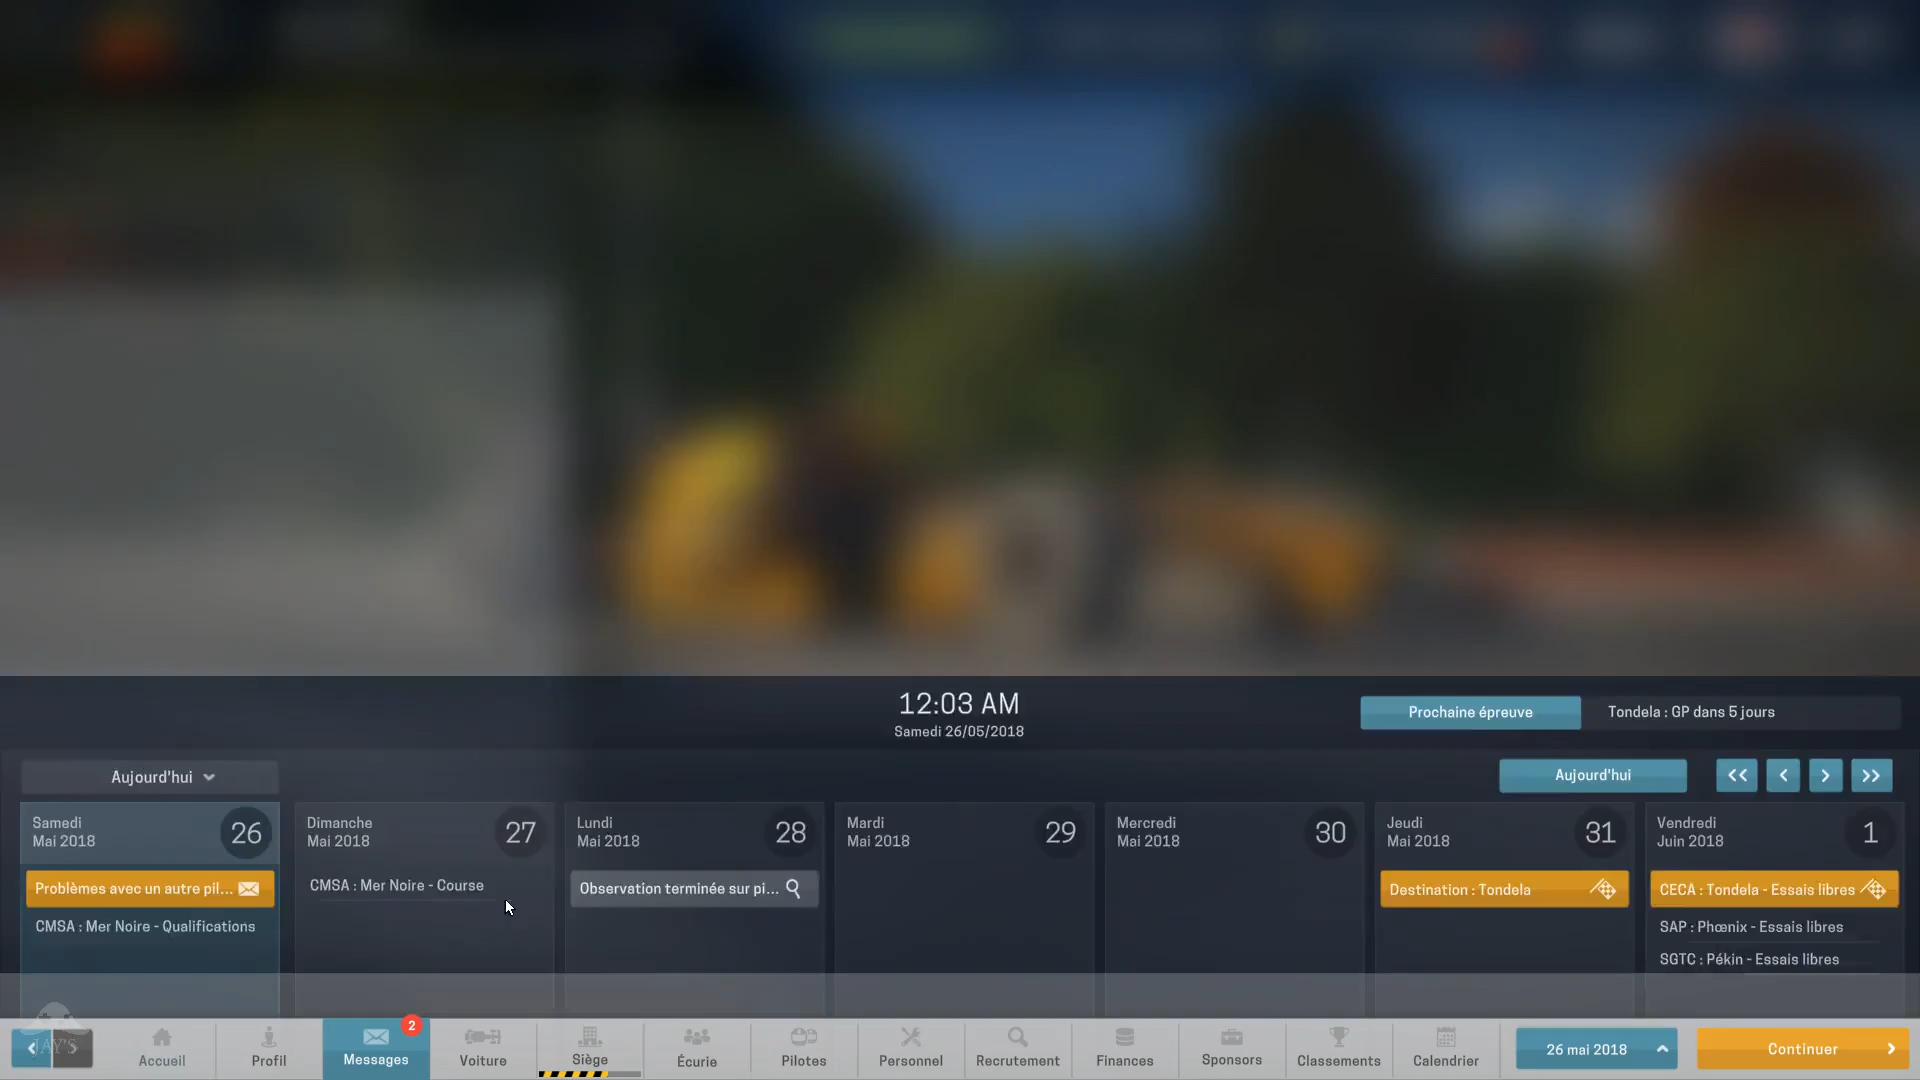 12:03 AM
Samedi 26/05/2018
Prochaine épreuve
Tondela : GP dans 5 jours
Aujourd'hui
Aujourd'hui
Samedi
Mai 2018
26
Problèmes avec un autre pil...
CMSA : Mer Noire - Qualifications
Dimanche
Mai 2018
27
CMSA : Mer Noire - Course
Lundi
Mai 2018
28
Observation terminée sur pi...
Mardi
Mai 2018
29
Mercredi
Mai 2018
30
Jeudi
Mai 2018
31
Destination : Tondela
Vendredi
Juin 2018
1
CECA : Tondela - Essais libres
SAP : Phœnix - Essais libres
SGTC : Pékin - Essais libres
JAY'S
Accueil
Profil
Messages
2
Voiture
Siège
Écurie
Pilotes
Personnel
Recrutement
Finances
Sponsors
Classements
Calendrier
26 mai 2018
Continuer